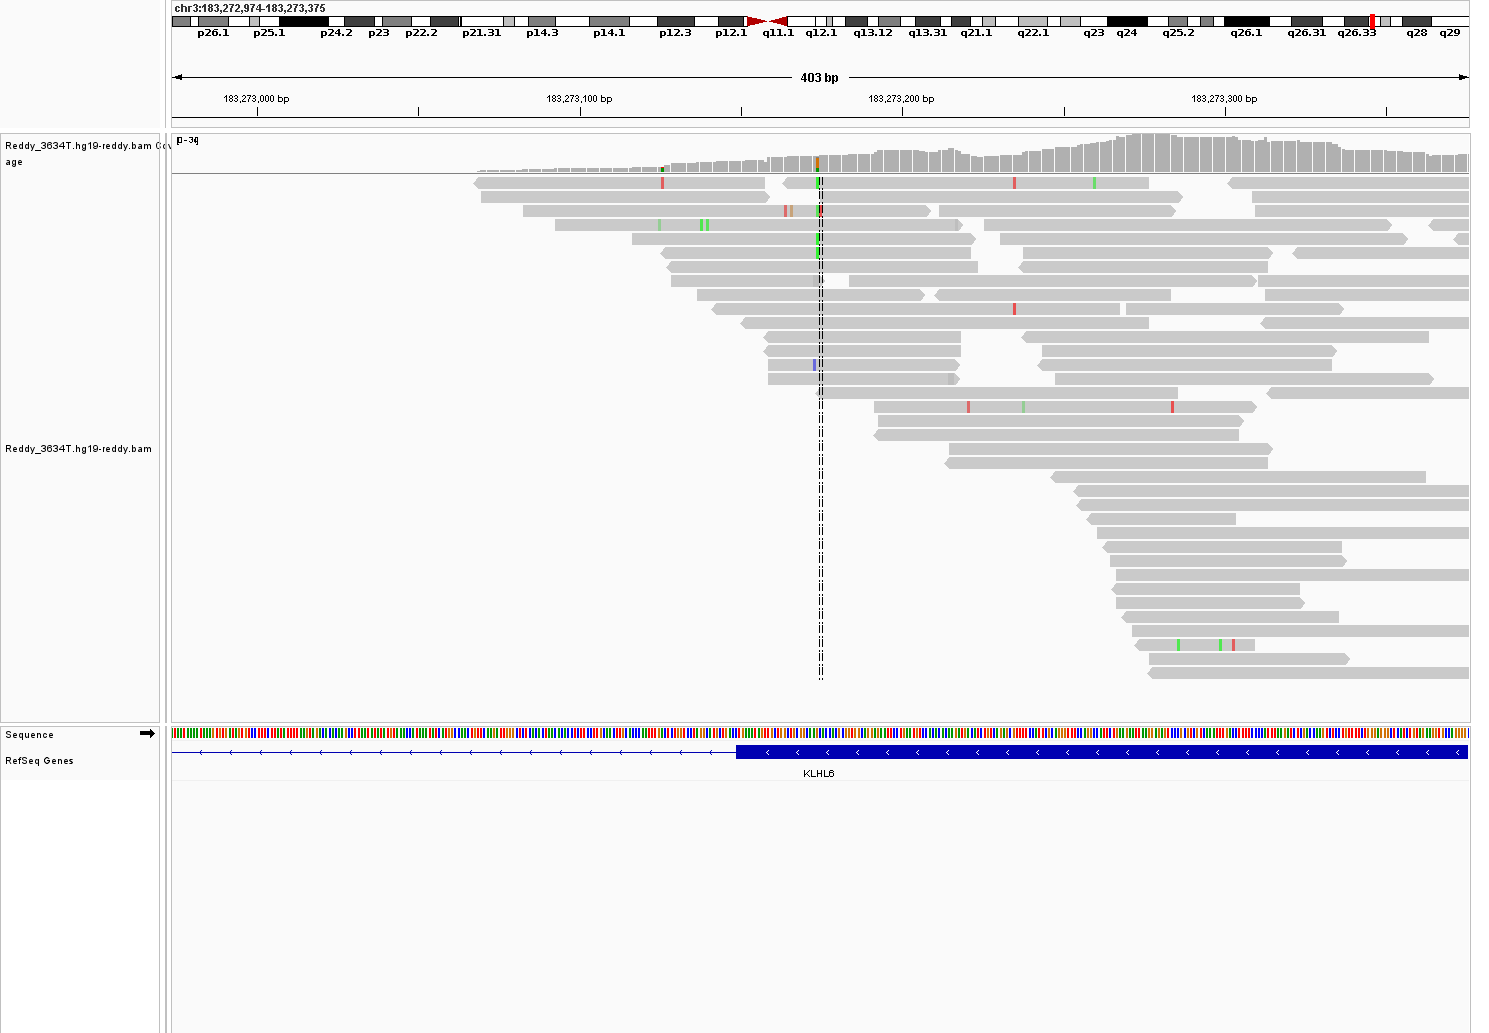 chr3:183,272,974-183,273,375
p26.1 p25.1 p24.2 p23 p22.2 p21.31 p14.3 p14.1 p12.3 p12.1 q11.1 q12.1 q13.12 q13.31 q21.1 q22.1 q23 q24 q25.2 q26.1 q26.31 q26.33 q28 q29
403 bp
183,273,000 bp 183,273,100 bp 183,273,200 bp 183,273,300 bp
Reddy_3634T.hg19-reddy.bam Cov
age
[0-34]
Reddy_3634T.hg19-reddy.bam
Sequence
RefSeq Genes
KLHL6